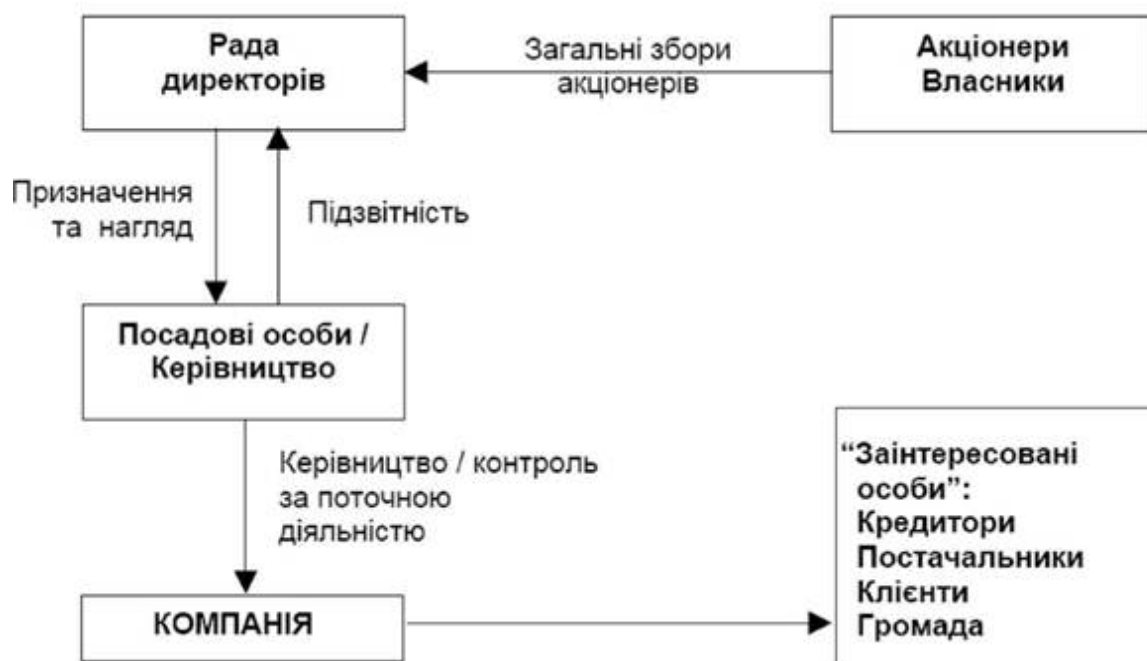 Рада
директорів
Загальні збори
акціонерів
Акціонери
Власники
Призначення
та нагляд
Підзвітність
Посадові особи /
Керівництво
Керівництво / контроль
за поточною
діяльністю
“Заінтересовані
особи”:
Кредитори
Постачальники
Клієнти
Громада
КОМПАНІЯ